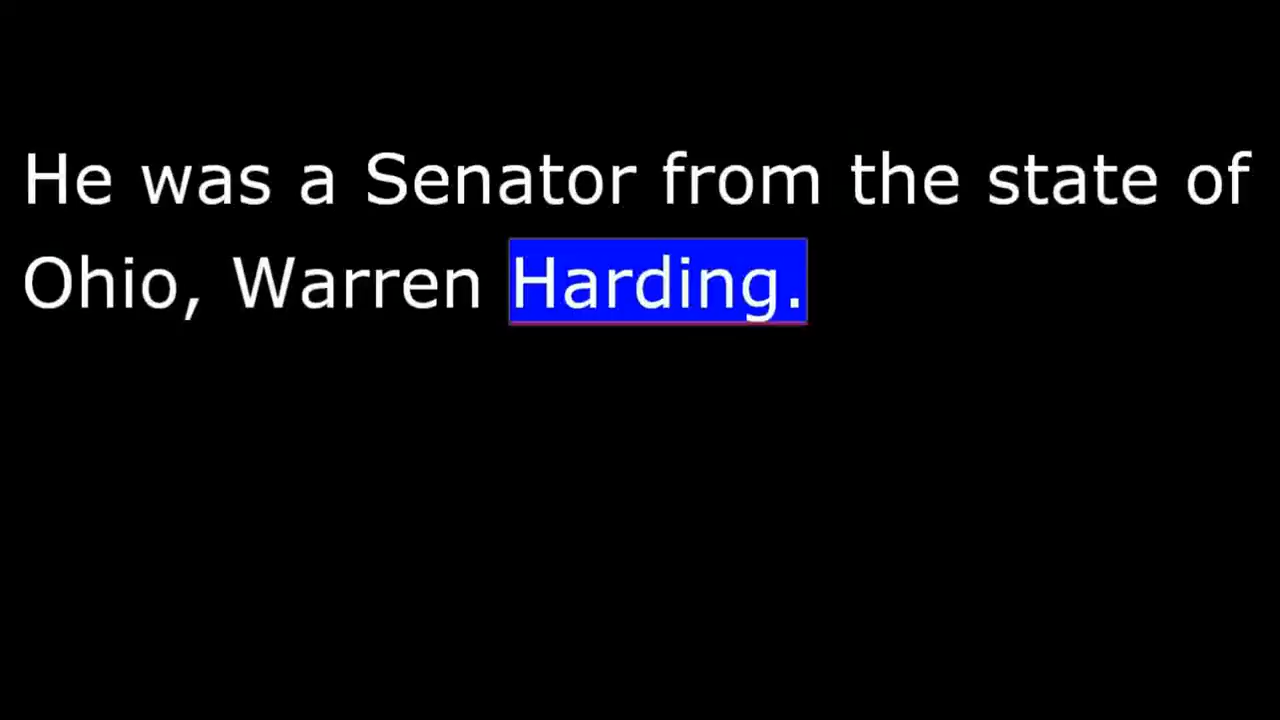 He was a Senator from the state of
Ohio, Warren Harding.